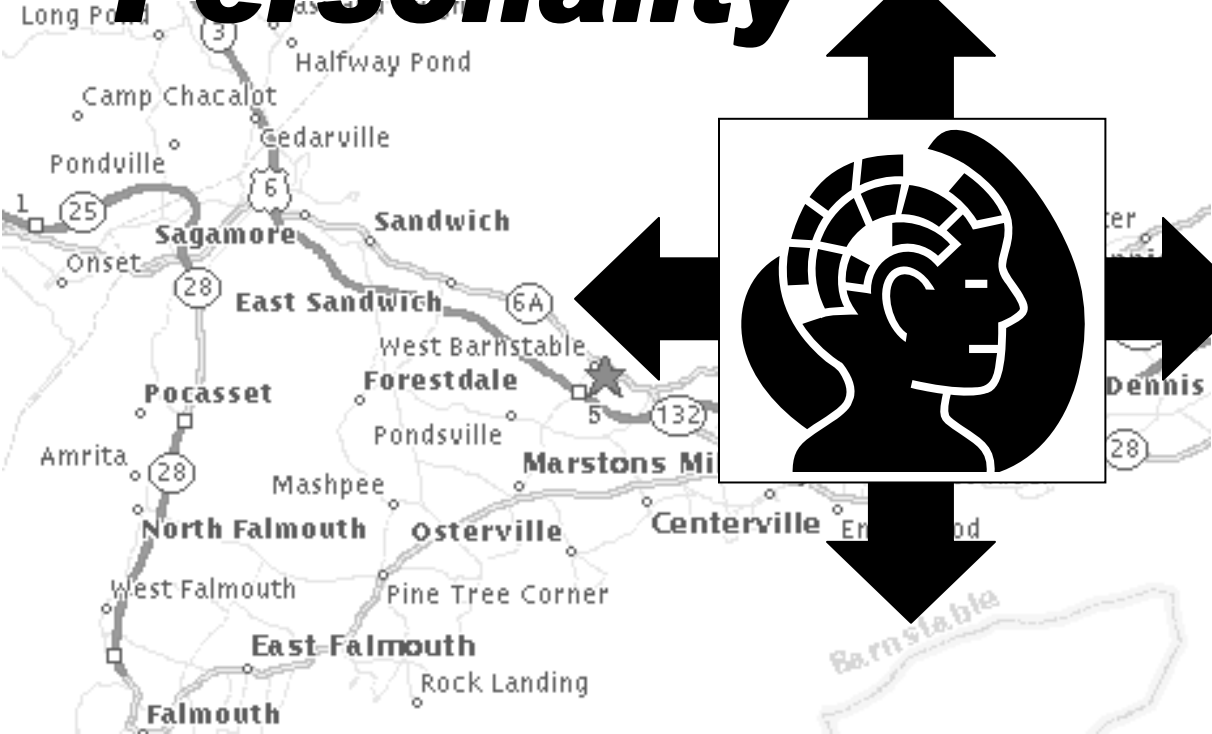 Personality
Long Pond
3
Halfway Pond
Camp Chacalot
Cedarville
Pondville
6
1
25
Sandwich
Sagamore
Onset
28
East Sandwich
6A
West Barnstable
Forestdale
Pocasset
Dennis
5
132
Pondsville
28
Amrita
28
Marstons Mi
Mashpee
North Falmouth
Osterville
Centerville
West Falmouth
Pine Tree Corner
Barnstable
East Falmouth
Rock Landing
Falmouth